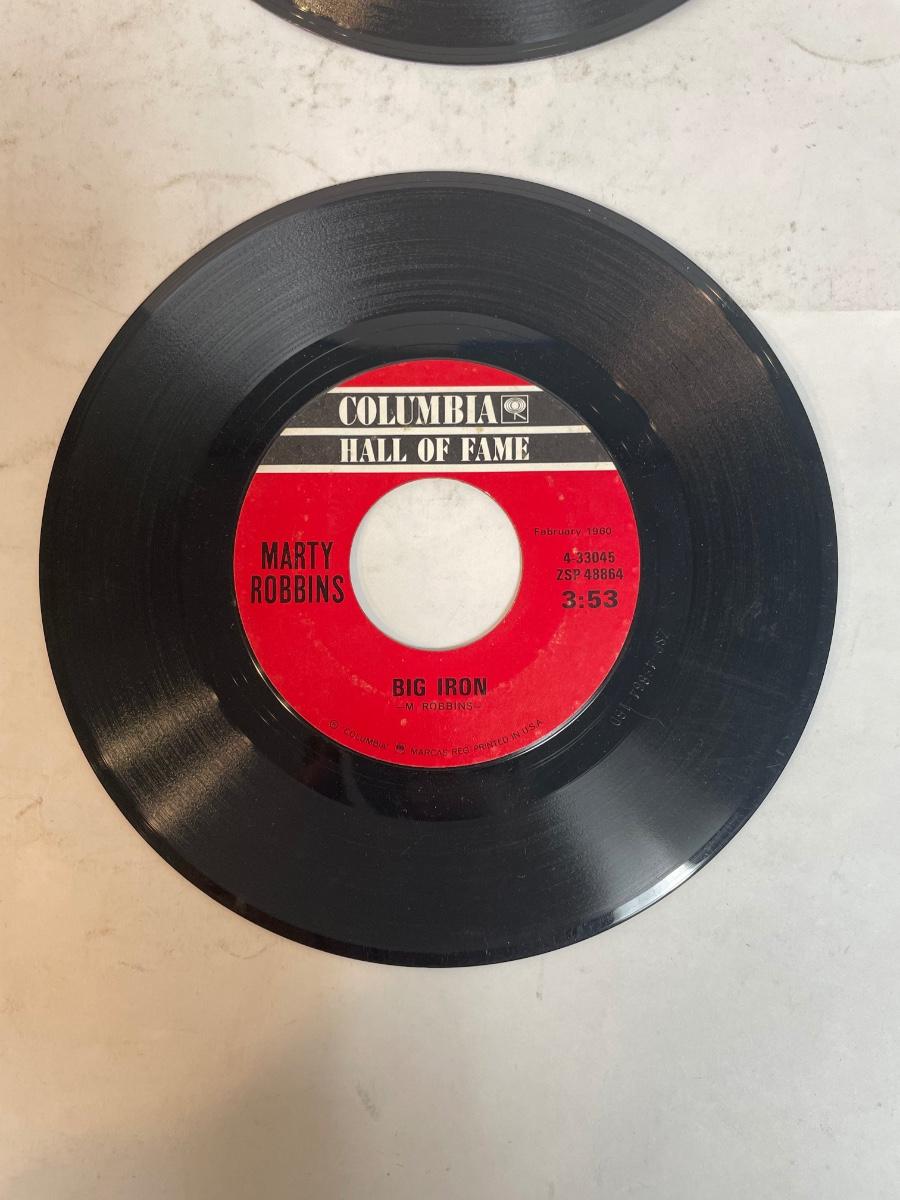 COLUMBIA
HALL OF FAME
MARTY
ROBBINS
February 1960
4-33045
ZSP 48864
3:53
BIG IRON
-M. ROBBINS-
® "COLUMBIA" MARCAS REG. PRINTED IN U.S.A.